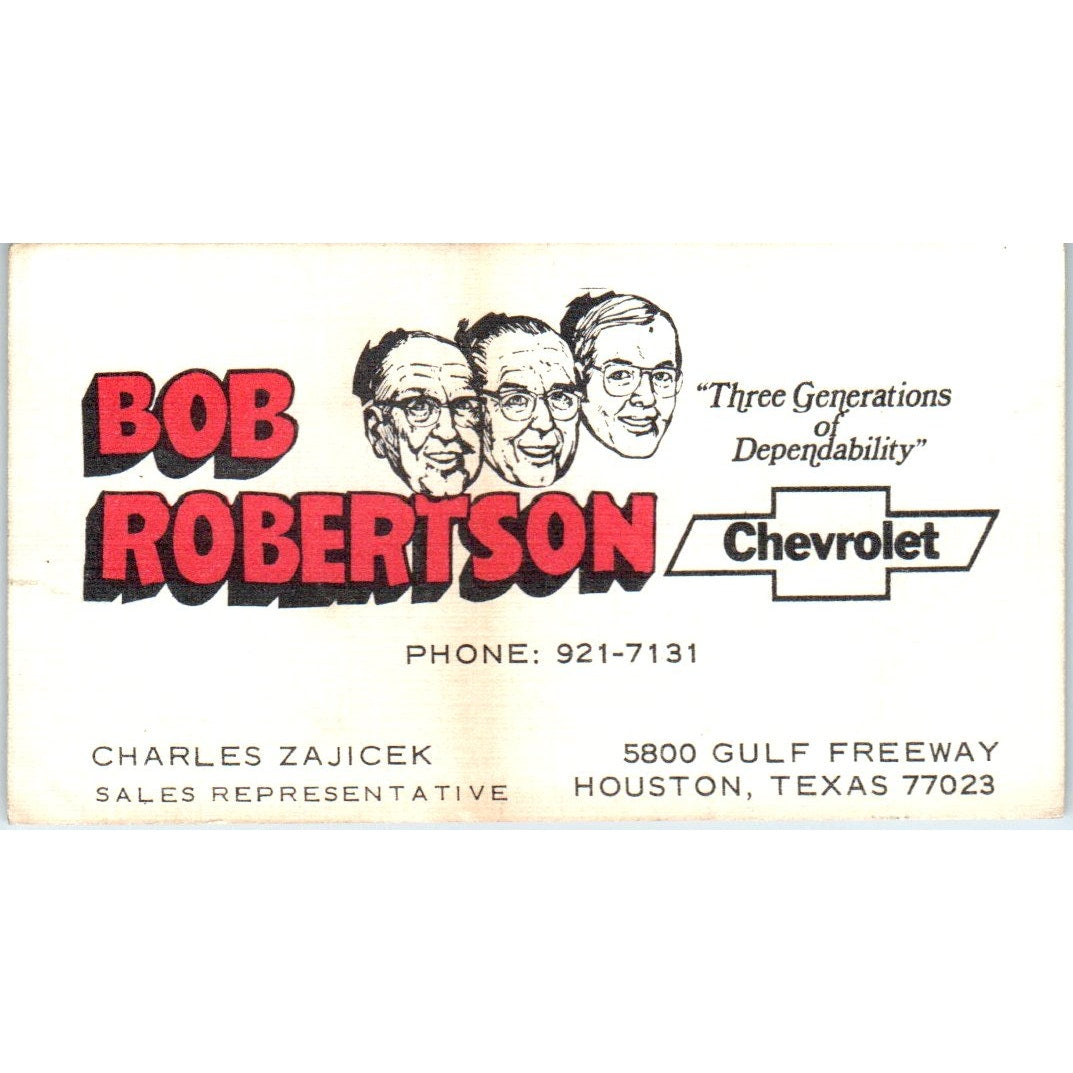 BOB
ROBERTSON
"Three Generations
of
Dependability"
Chevrolet
PHONE: 921-7131
CHARLES ZAJICEK
SALES REPRESENTATIVE
5800 GULF FREEWAY
HOUSTON, TEXAS 77023